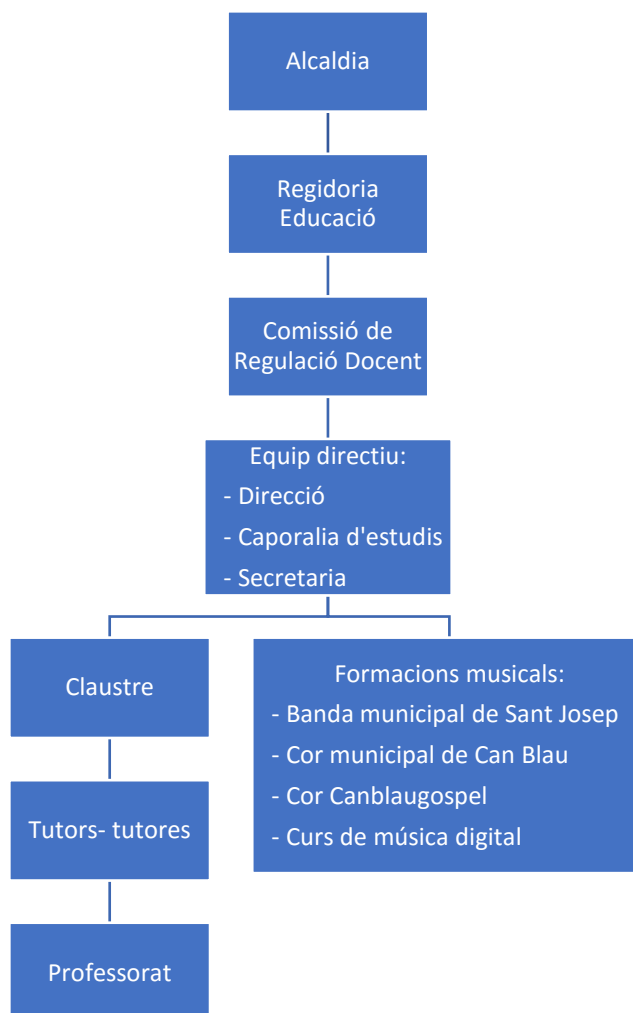 Alcaldia
Regidoria
Educació
Comissió de
Regulació Docent
Equip directiu:
- Direcció
- Caporalia d'estudis
- Secretaria
Claustre
Tutors- tutores
Professorat
Formacions musicals:
- Banda municipal de Sant Josep
- Cor municipal de Can Blau
- Cor Canblaugospel
- Curs de música digital